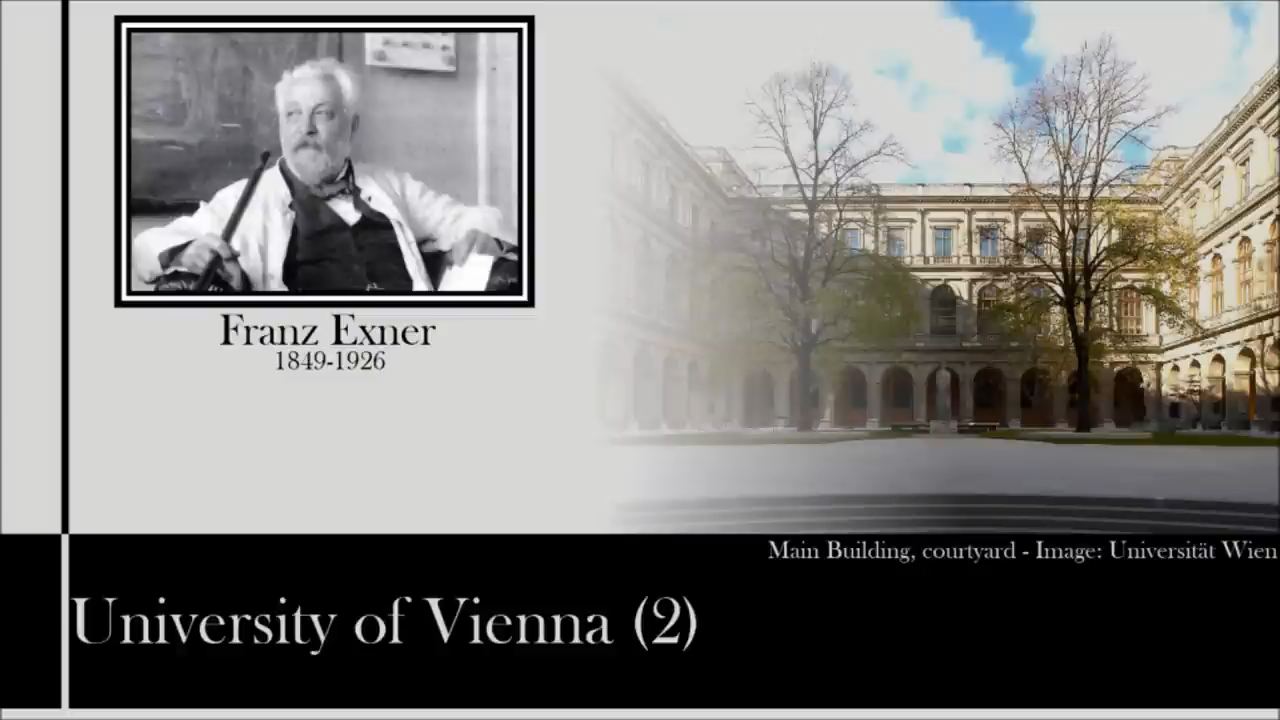 Franz Exner
1849-1926
Main Building, courtyard - Image: Universität Wien
University of Vienna (2)